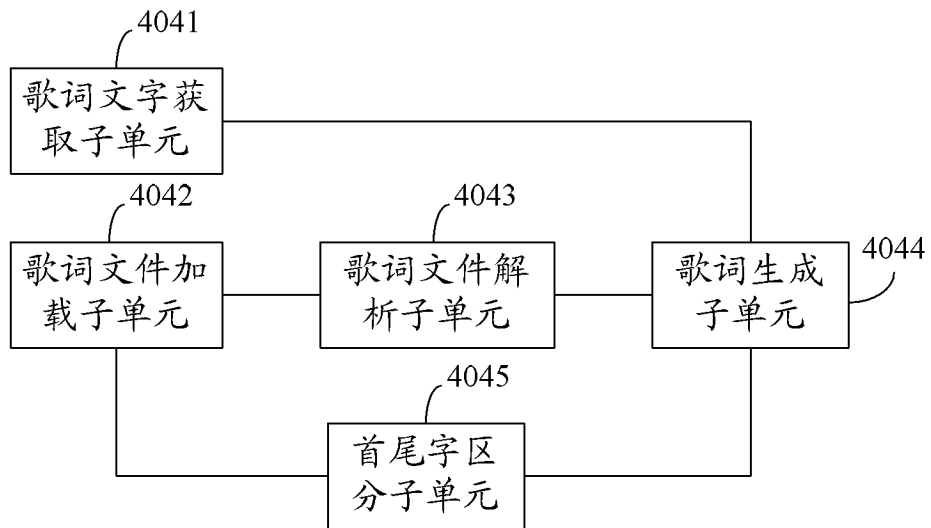 4041
歌词文字获
取子单元
4042
歌词文件加
载子单元
4043
歌词文件解
析子单元
4044
歌词生成
子单元
4045
首尾字区
分子单元